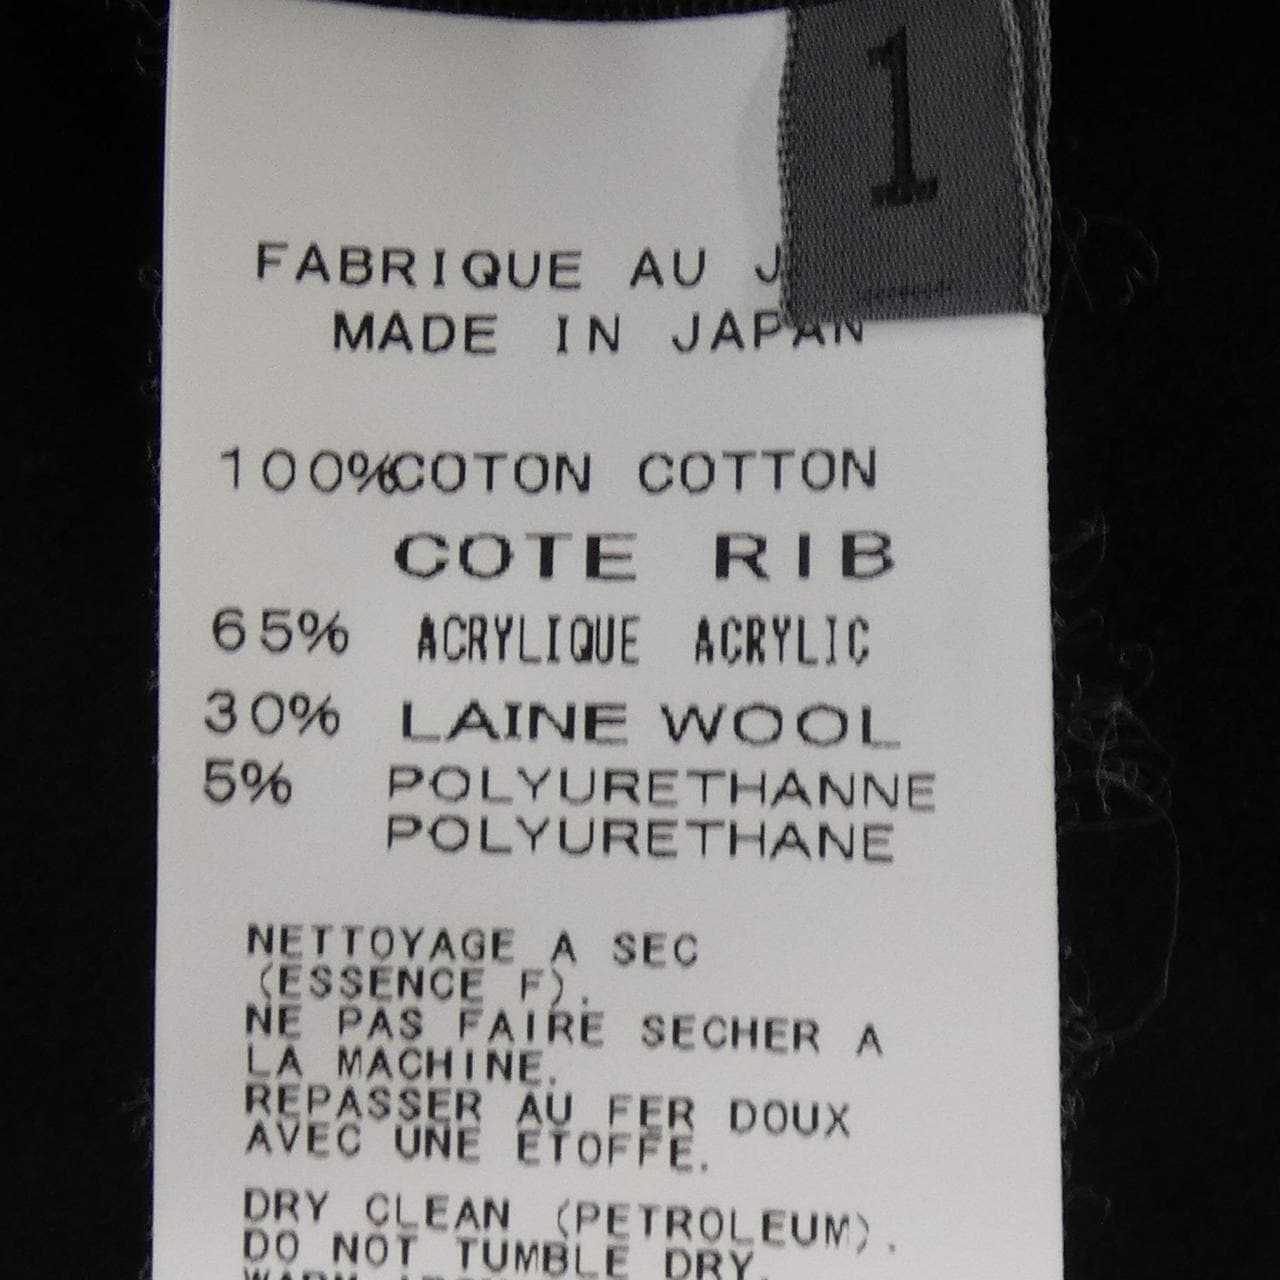 1
FABRIQUE AU J
MADE IN JAPAN
100%COTON COTTON
COTE RIB
65% ACRYLIQUE ACRYLIC
30% LAINE WOOL
5% POLYURETHANNE
POLYURETHANE
NETTOYAGE A SEC
(ESSENCE F).
NE PAS FAIRE SECHER A
LA MACHINE.
REPASSER AU FER DOUX
AVEC UNE ETOFFE.
DRY CLEAN (PETROLEUM).
DO NOT TUMBLE DRY.